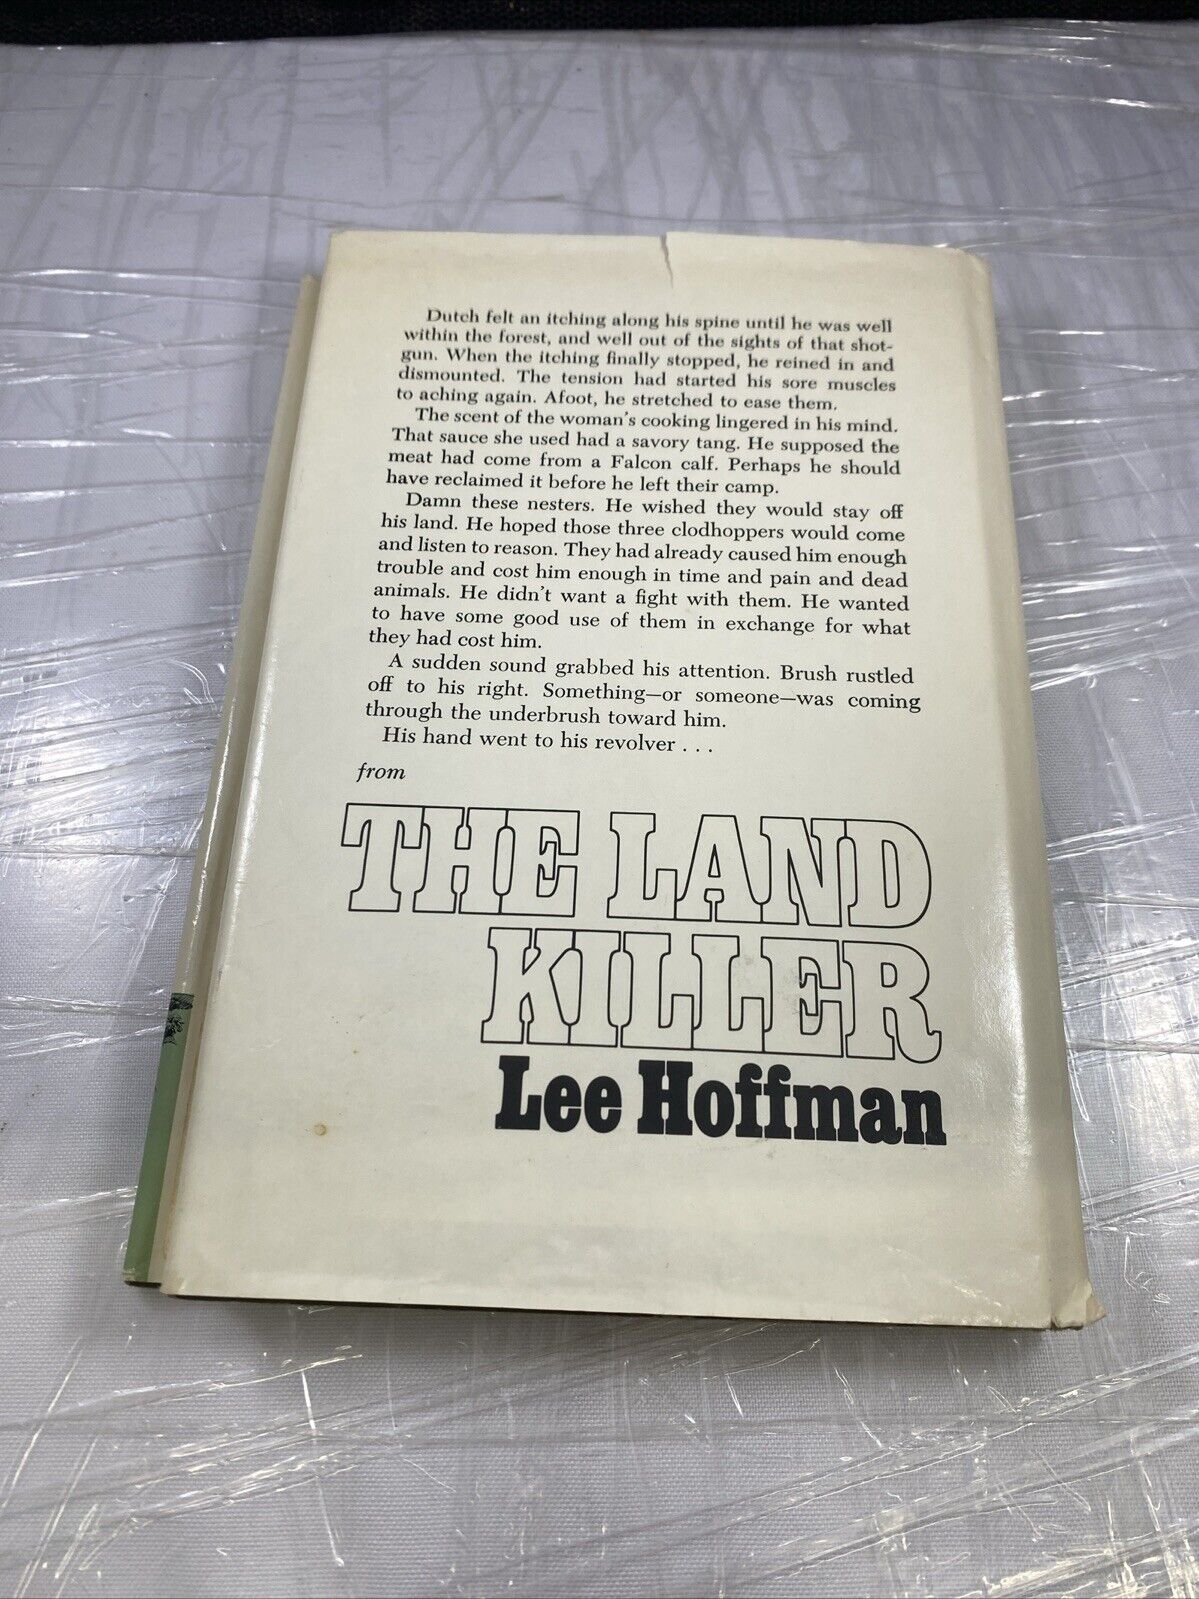 Dutch felt an itching along his spine until he was well
within the forest, and well out of the sights of that shot-
gun. When the itching finally stopped, he reined in and
dismounted. The tension had started his sore muscles
to aching again. Afoot, he stretched to ease them.
The scent of the woman's cooking lingered in his mind.
That sauce she used had a savory tang. He supposed the
meat had come from a Falcon calf. Perhaps he should
have reclaimed it before he left their camp.
Damn these nesters. He wished they would stay off
his land. He hoped those three clodhoppers would come
and listen to reason. They had already caused him enough
trouble and cost him enough in time and pain and dead
animals. He didn't want a fight with them. He wanted
to have some good use of them in exchange for what
they had cost him.
A sudden sound grabbed his attention. Brush rustled
off to his right. Something—or someone—was coming
through the underbrush toward him.
His hand went to his revolver . . .
from
THE LAND
KILLER
Lee Hoffman